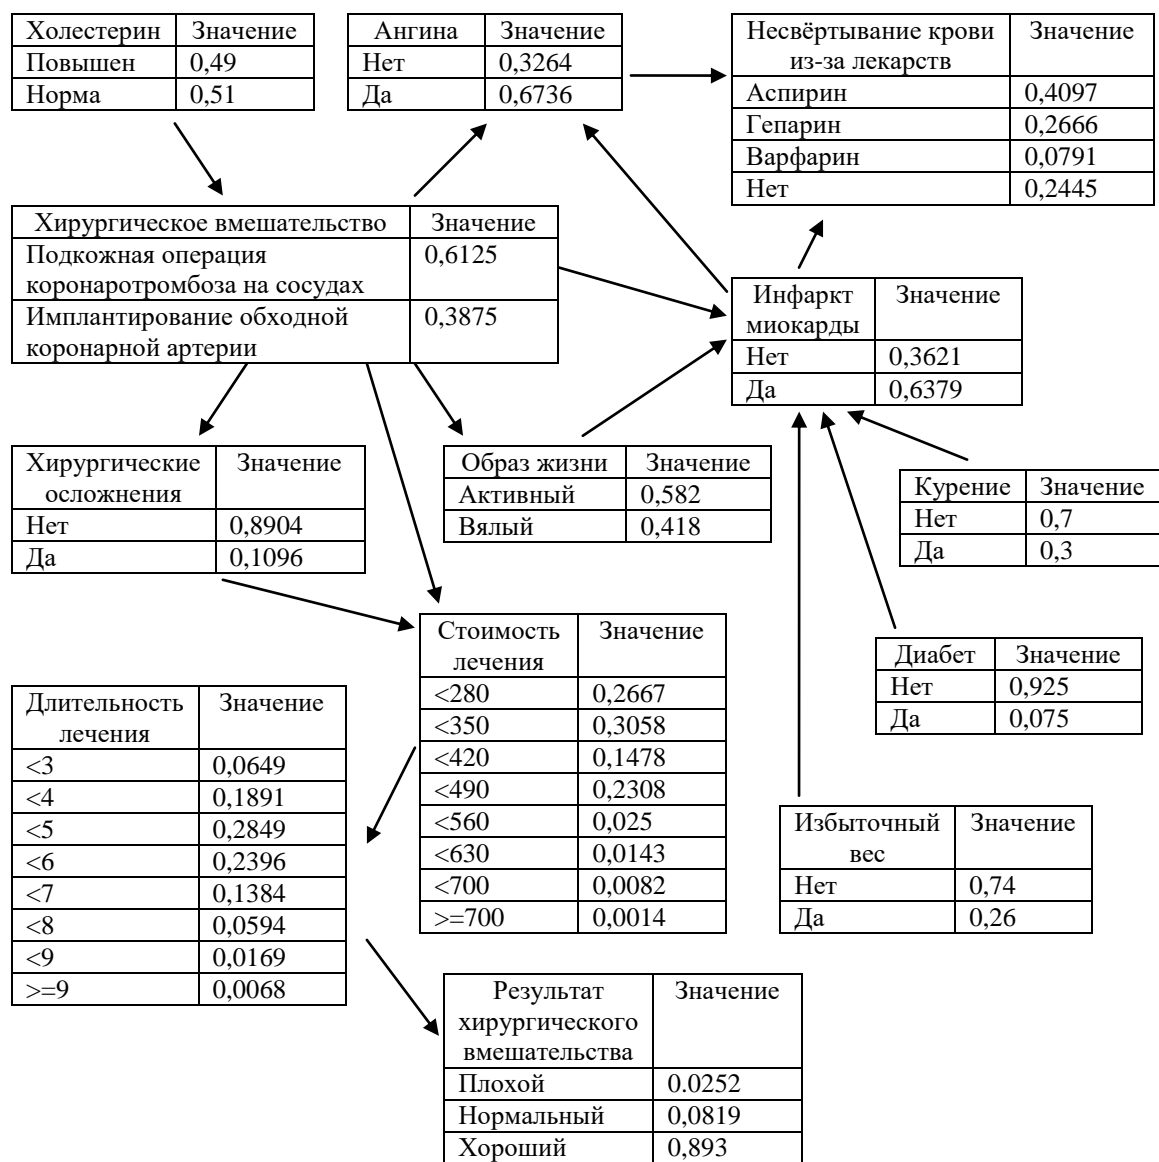 Холестерин Значение
Повышен 0,49
Норма 0,51
Ангина Значение
Нет 0,3264
Да 0,6736
Несвёртывание крови Значение
из-за лекарств
Аспирин 0,4097
Гепарин 0,2666
Варфарин 0,0791
Нет 0,2445
Хирургическое вмешательство Значение
Подкожная операция 0,6125
коронаротромбоза на сосудах
Имплантирование обходной 0,3875
коронарной артерии
Инфаркт Значение
миокарды
Нет 0,3621
Да 0,6379
Хирургические Значение
осложнения
Нет 0,8904
Да 0,1096
Образ жизни Значение
Активный 0,582
Вялый 0,418
Курение Значение
Нет 0,7
Да 0,3
Стоимость Значение
лечения
<280 0,2667
<350 0,3058
<420 0,1478
<490 0,2308
<560 0,025
<630 0,0143
<700 0,0082
>=700 0,0014
Диабет Значение
Нет 0,925
Да 0,075
Длительность Значение
лечения
<3 0,0649
<4 0,1891
<5 0,2849
<6 0,2396
<7 0,1384
<8 0,0594
<9 0,0169
>=9 0,0068
Избыточный Значение
вес
Нет 0,74
Да 0,26
Результат Значение
хирургического
вмешательства
Плохой 0.0252
Нормальный 0,0819
Хороший 0,893